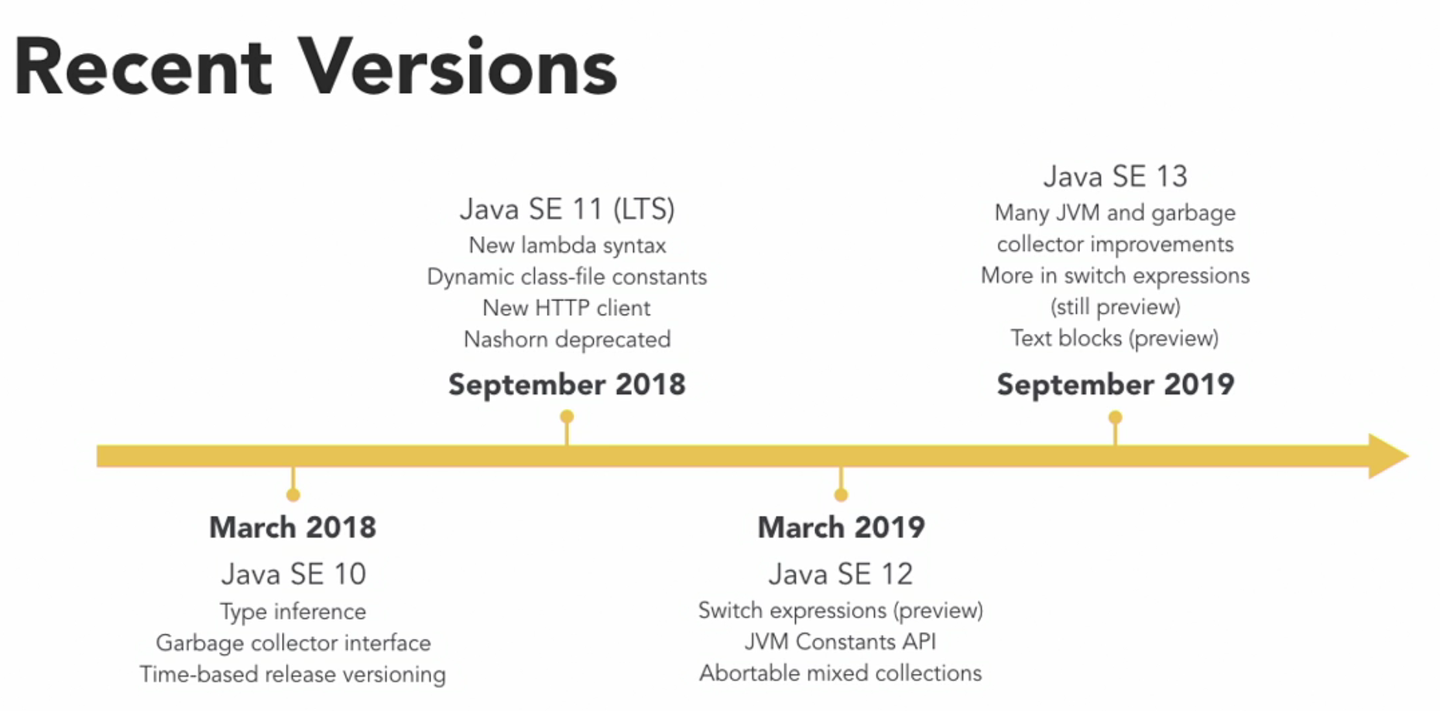 Recent Versions
Java SE 11 (LTS)
New lambda syntax
Dynamic class-file constants
New HTTP client
Nashorn deprecated
September 2018
Java SE 13
Many JVM and garbage
collector improvements
More in switch expressions
(still preview)
Text blocks (preview)
September 2019
March 2018
Java SE 10
Type inference
Garbage collector interface
Time-based release versioning
March 2019
Java SE 12
Switch expressions (preview)
JVM Constants API
Abortable mixed collections